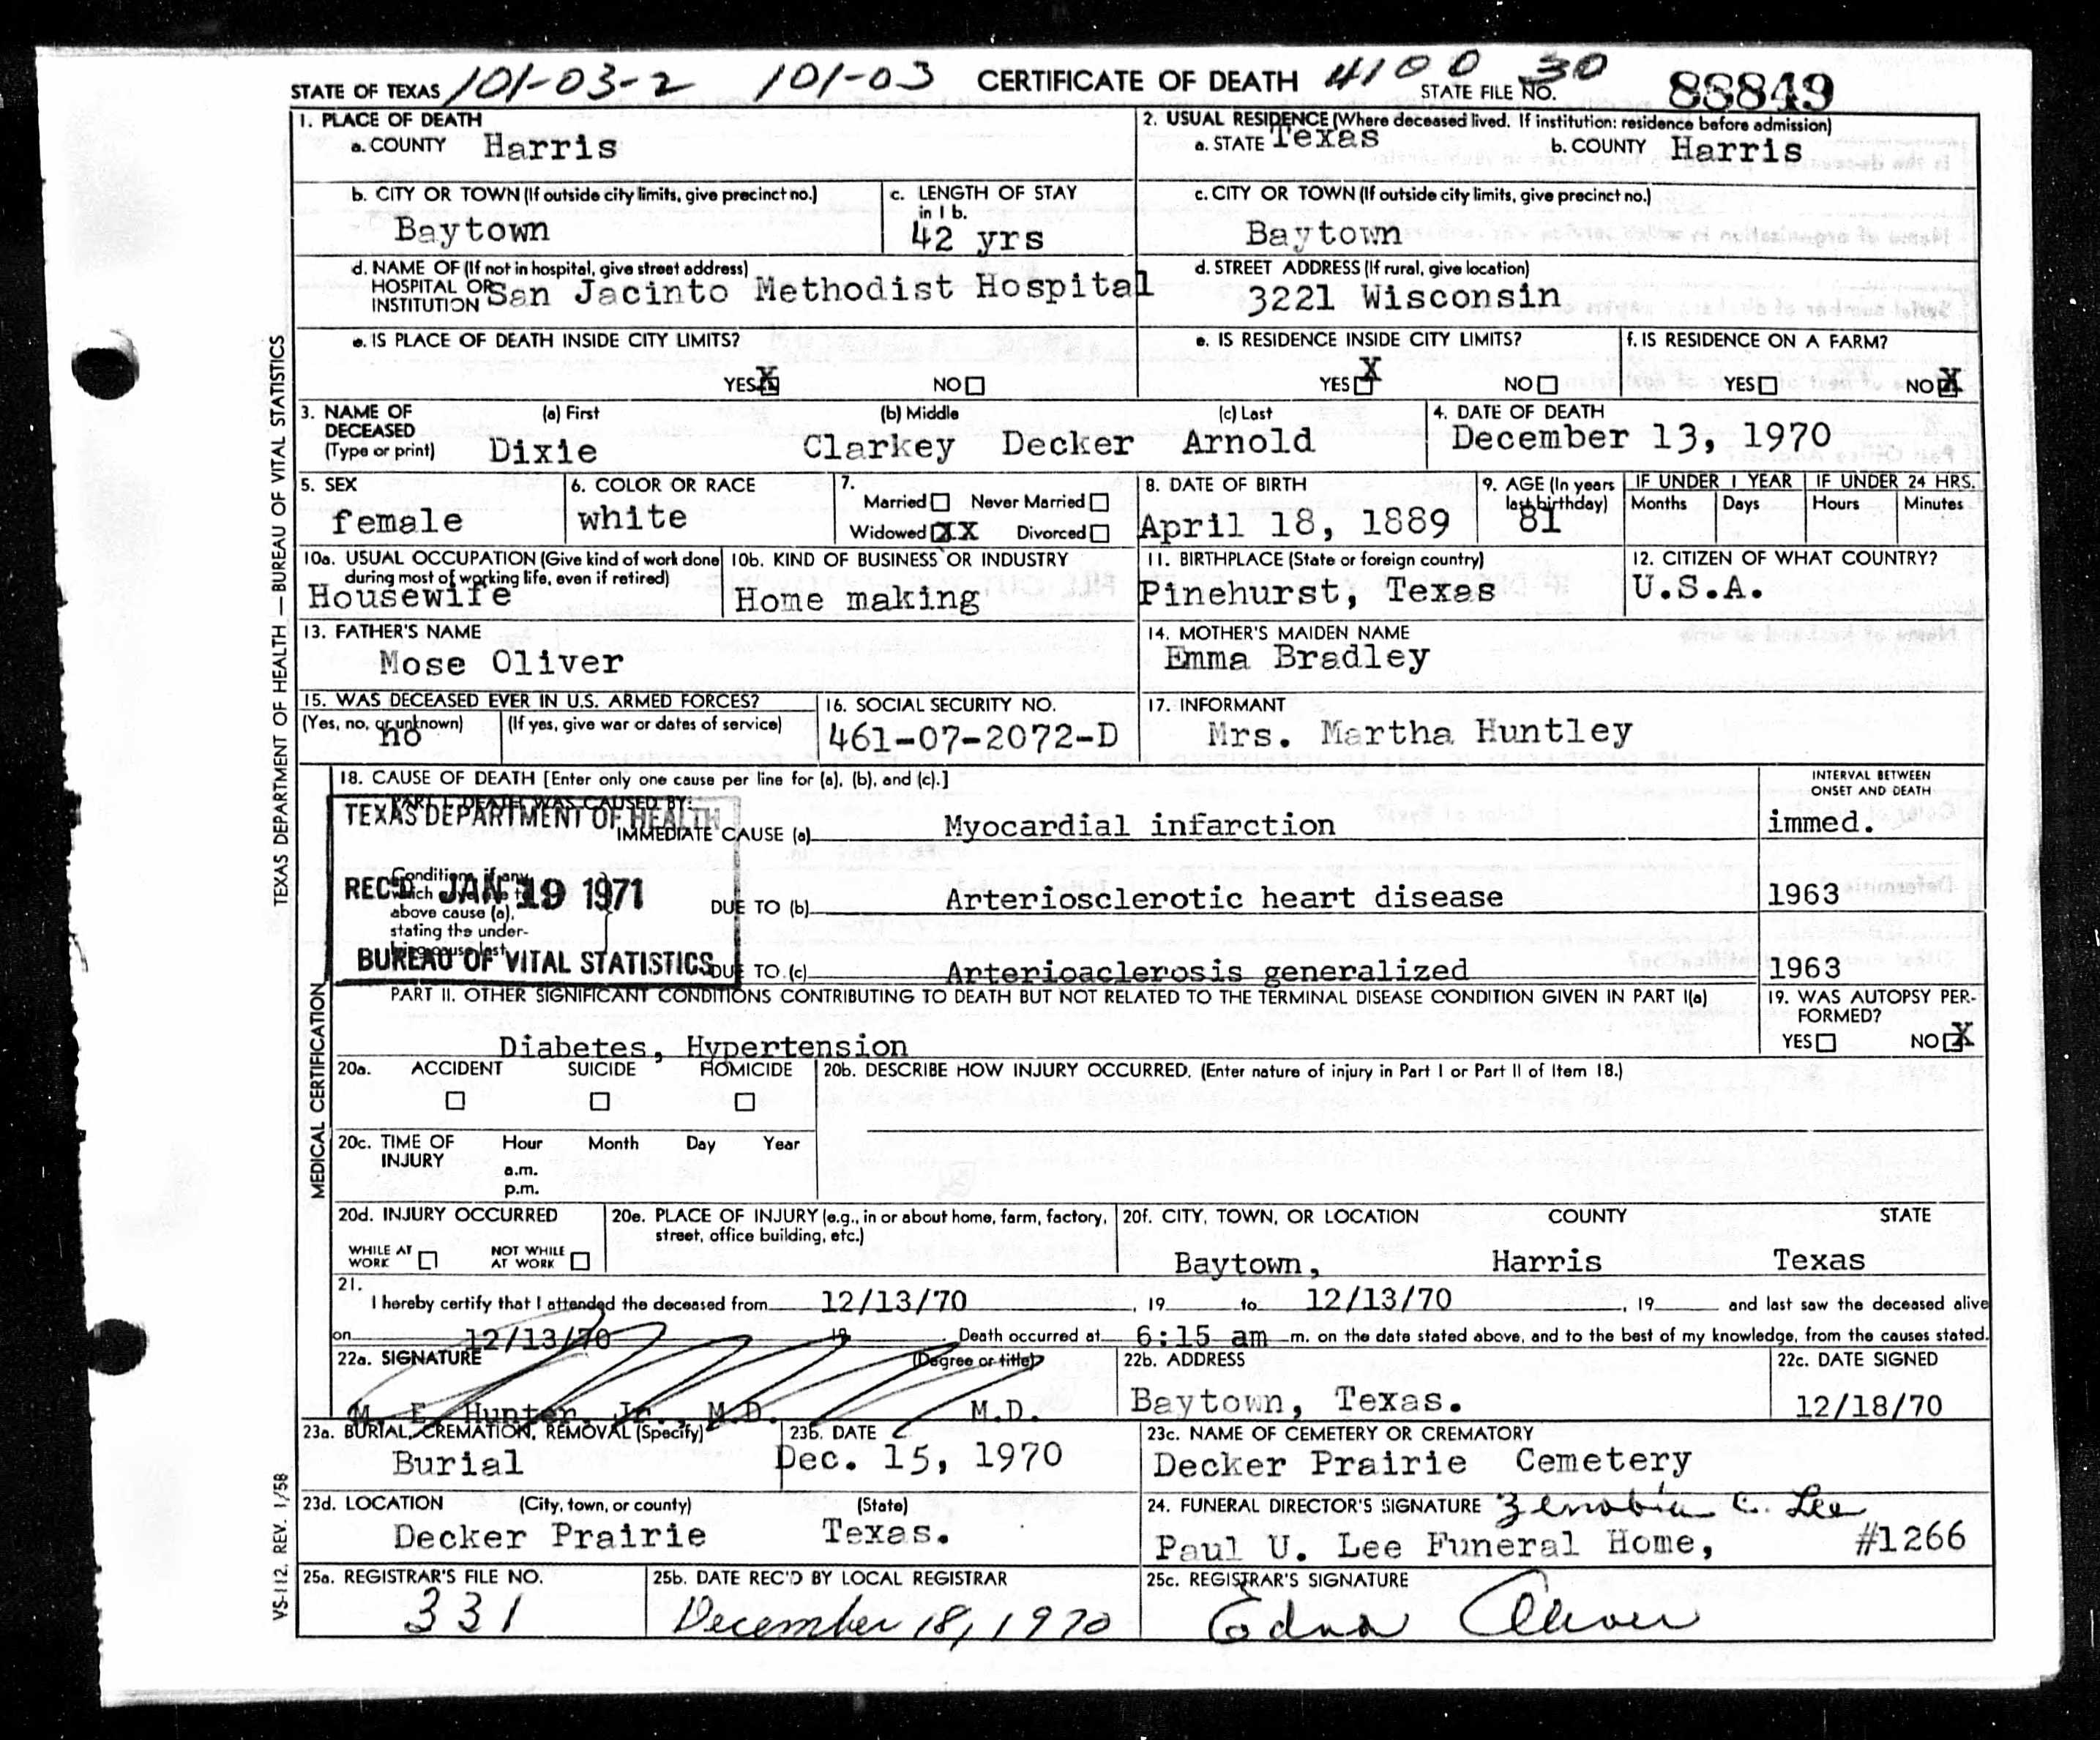 STATE OF TEXAS 101-03-2 101-03 CERTIFICATE OF DEATH 4100 30 STATE FILE NO. 88849
1. PLACE OF DEATH
a. COUNTY Harris
2. USUAL RESIDENCE (Where deceased lived. If institution: residence before admission)
a. STATE Texas b. COUNTY Harris
b. CITY OR TOWN (If outside city limits, give precinct no.)
Baytown
c. LENGTH OF STAY
in 1 b.
42 yrs
c. CITY OR TOWN (If outside city limits, give precinct no.)
Baytown
d. NAME OF (If not in hospital, give street address)
HOSPITAL OR
INSTITUTION San Jacinto Methodist Hospital
d. STREET ADDRESS (If rural, give location)
3221 Wisconsin
e. IS PLACE OF DEATH INSIDE CITY LIMITS?
YES X NO
e. IS RESIDENCE INSIDE CITY LIMITS?
YES X NO
f. IS RESIDENCE ON A FARM?
YES NO X
3. NAME OF (a) First (b) Middle (c) Last
DECEASED
(Type or print) Dixie Clarkey Decker Arnold
4. DATE OF DEATH
December 13, 1970
5. SEX
female
6. COLOR OR RACE
white
7.
Married Never Married
Widowed XX Divorced
8. DATE OF BIRTH
April 18, 1889
9. AGE (In years
last birthday)
81
IF UNDER 1 YEAR
Months Days
IF UNDER 24 HRS.
Hours Minutes
10a. USUAL OCCUPATION (Give kind of work done
during most of working life, even if retired)
Housewife
10b. KIND OF BUSINESS OR INDUSTRY
Home making
11. BIRTHPLACE (State or foreign country)
Pinehurst, Texas
12. CITIZEN OF WHAT COUNTRY?
U.S.A.
13. FATHER'S NAME
Mose Oliver
14. MOTHER'S MAIDEN NAME
Emma Bradley
15. WAS DECEASED EVER IN U.S. ARMED FORCES?
(Yes, no, or unknown) (If yes, give war or dates of service)
no
16. SOCIAL SECURITY NO.
461-07-2072-D
17. INFORMANT
Mrs. Martha Huntley
18. CAUSE OF DEATH [Enter only one cause per line for (a), (b), and (c).]
INTERVAL BETWEEN
ONSET AND DEATH
PART I. DEATH WAS CAUSED BY:
TEXAS DEPARTMENT OF HEALTH
IMMEDIATE CAUSE (a) Myocardial infarction immed.
Conditions, if any,
which
REC'D JAN 19 1971
above cause (a),
stating the under-
lying cause last.
DUE TO (b) Arteriosclerotic heart disease 1963
BUREAU OF VITAL STATISTICS
DUE TO (c) Arterioaclerosis generalized 1963
PART II. OTHER SIGNIFICANT CONDITIONS CONTRIBUTING TO DEATH BUT NOT RELATED TO THE TERMINAL DISEASE CONDITION GIVEN IN PART I(a)
Diabetes, Hypertension
19. WAS AUTOPSY PER-
FORMED?
YES NO X
20a. ACCIDENT SUICIDE HOMICIDE
20b. DESCRIBE HOW INJURY OCCURRED. (Enter nature of injury in Part I or Part II of Item 18.)
20c. TIME OF Hour Month Day Year
INJURY
a.m.
p.m.
20d. INJURY OCCURRED
WHILE AT
WORK
NOT WHILE
AT WORK
20e. PLACE OF INJURY (e.g., in or about home, farm, factory,
street, office building, etc.)
20f. CITY, TOWN, OR LOCATION COUNTY STATE
Baytown, Harris Texas
21.
I hereby certify that I attended the deceased from 12/13/70, 19 to 12/13/70, 19 and last saw the deceased alive
on 12/13/70 19. Death occurred at 6:15 am m. on the date stated above, and to the best of my knowledge, from the causes stated.
22a. SIGNATURE (Degree or title)
M. E. Hunter, Jr., M.D. M.D.
22b. ADDRESS
Baytown, Texas.
22c. DATE SIGNED
12/18/70
23a. BURIAL, CREMATION, REMOVAL (Specify)
Burial
23b. DATE
Dec. 15, 1970
23c. NAME OF CEMETERY OR CREMATORY
Decker Prairie Cemetery
23d. LOCATION (City, town, or county) (State)
Decker Prairie Texas.
24. FUNERAL DIRECTOR'S SIGNATURE Zenobia C. Lee
Paul U. Lee Funeral Home, #1266
25a. REGISTRAR'S FILE NO.
331
25b. DATE REC'D BY LOCAL REGISTRAR
December 18, 1970
25c. REGISTRAR'S SIGNATURE
Edna Oliver
TEXAS DEPARTMENT OF HEALTH — BUREAU OF VITAL STATISTICS
MEDICAL CERTIFICATION
VS-112. REV. 1/58